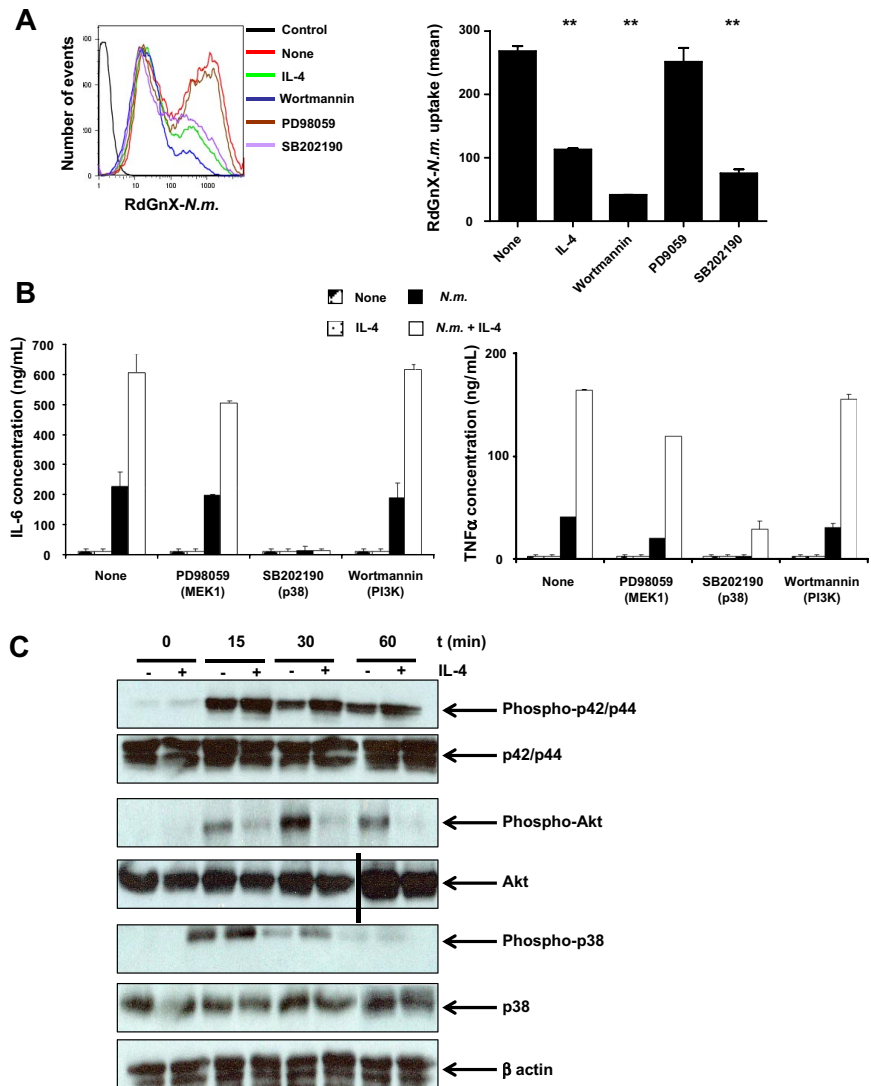 A
Control
None
IL-4
Wortmannin
PD98059
SB202190
Number of events
1 10 100 1000
RdGnX-N.m.
RdGnX-N.m. uptake (mean)
300
200
100
0
** ** **
None
IL-4
Wortmannin
PD9059
SB202190
B
None
N.m.
IL-4
N.m. + IL-4
IL-6 concentration (ng/mL)
700
600
500
400
300
200
100
0
None
PD98059
(MEK1)
SB202190
(p38)
Wortmannin
(PI3K)
TNFα concentration (ng/mL)
200
100
0
None
PD98059
(MEK1)
SB202190
(p38)
Wortmannin
(PI3K)
C
0 15 30 60 t (min)
- + - + - + - + IL-4
Phospho-p42/p44
p42/p44
Phospho-Akt
Akt
Phospho-p38
p38
β actin